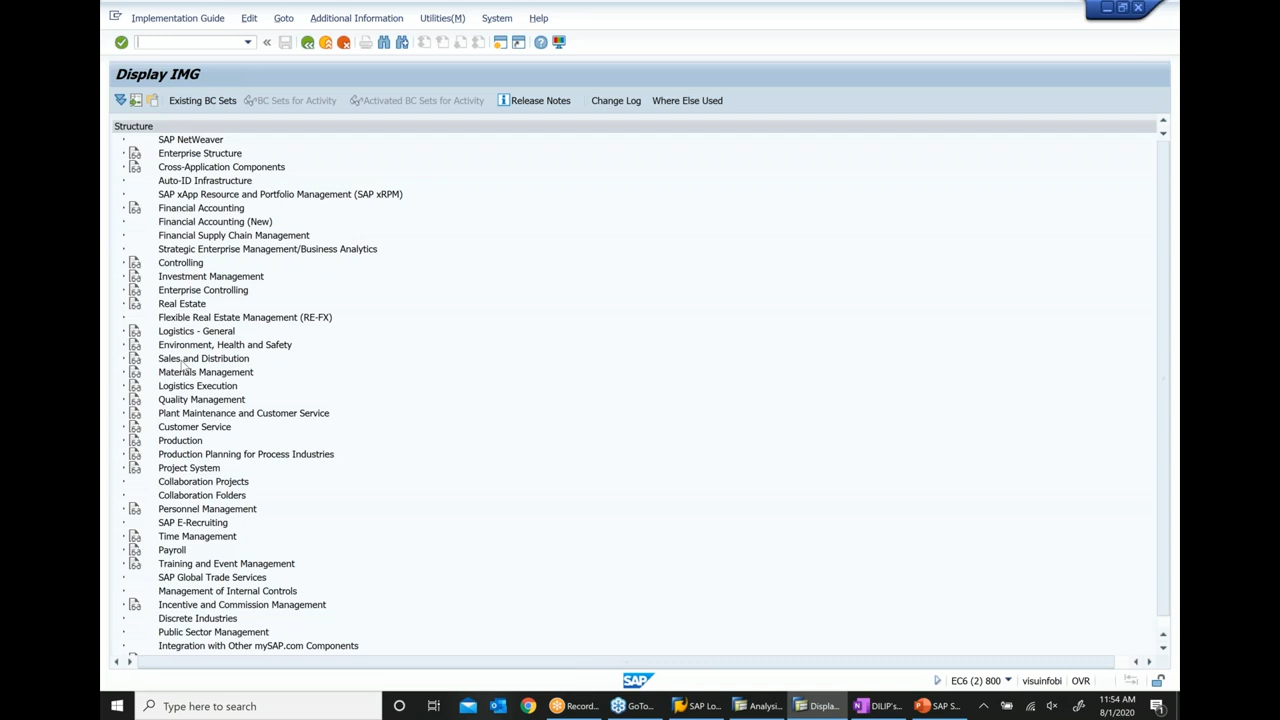 Implementation Guide Edit Goto Additional Information Utilities(M) System Help
Display IMG
Existing BC Sets BC Sets for Activity Activated BC Sets for Activity Release Notes Change Log Where Else Used
Structure
SAP NetWeaver
Enterprise Structure
Cross-Application Components
Auto-ID Infrastructure
SAP xApp Resource and Portfolio Management (SAP xRPM)
Financial Accounting
Financial Accounting (New)
Financial Supply Chain Management
Strategic Enterprise Management/Business Analytics
Controlling
Investment Management
Enterprise Controlling
Real Estate
Flexible Real Estate Management (RE-FX)
Logistics - General
Environment, Health and Safety
Sales and Distribution
Materials Management
Logistics Execution
Quality Management
Plant Maintenance and Customer Service
Customer Service
Production
Production Planning for Process Industries
Project System
Collaboration Projects
Collaboration Folders
Personnel Management
SAP E-Recruiting
Time Management
Payroll
Training and Event Management
SAP Global Trade Services
Management of Internal Controls
Incentive and Commission Management
Discrete Industries
Public Sector Management
Integration with Other mySAP.com Components
SAP EC6 (2) 800 visuinfobi OVR
Type here to search Record... GoTo... SAP Lo... Analysi... Displa... DILIP's... SAP S... 11:54 AM
8/1/2020